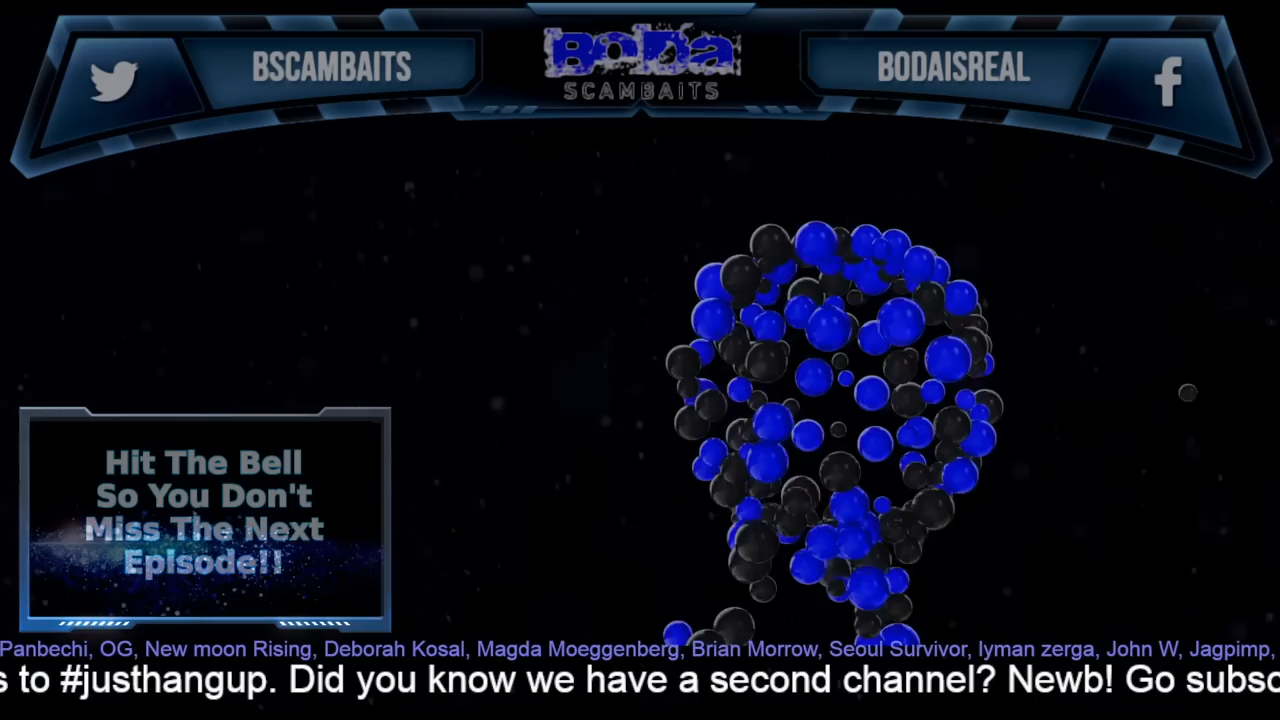 BSCAMBAITS
BoDa
SCAMBAITS
BODAISREAL
Hit The Bell
So You Don't
Miss The Next
Episode!!
Panbechi, OG, New moon Rising, Deborah Kosal, Magda Moeggenberg, Brian Morrow, Seoul Survivor, lyman zerga, John W, Jagpimp,
s to #justhangup. Did you know we have a second channel? Newb! Go subsc